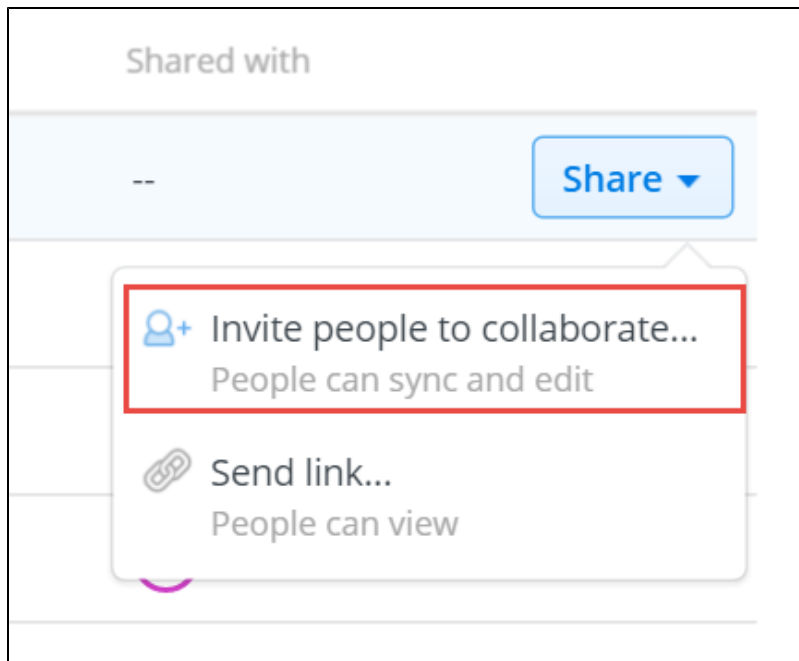 Shared with
--
Share
Invite people to collaborate...
People can sync and edit
Send link...
People can view